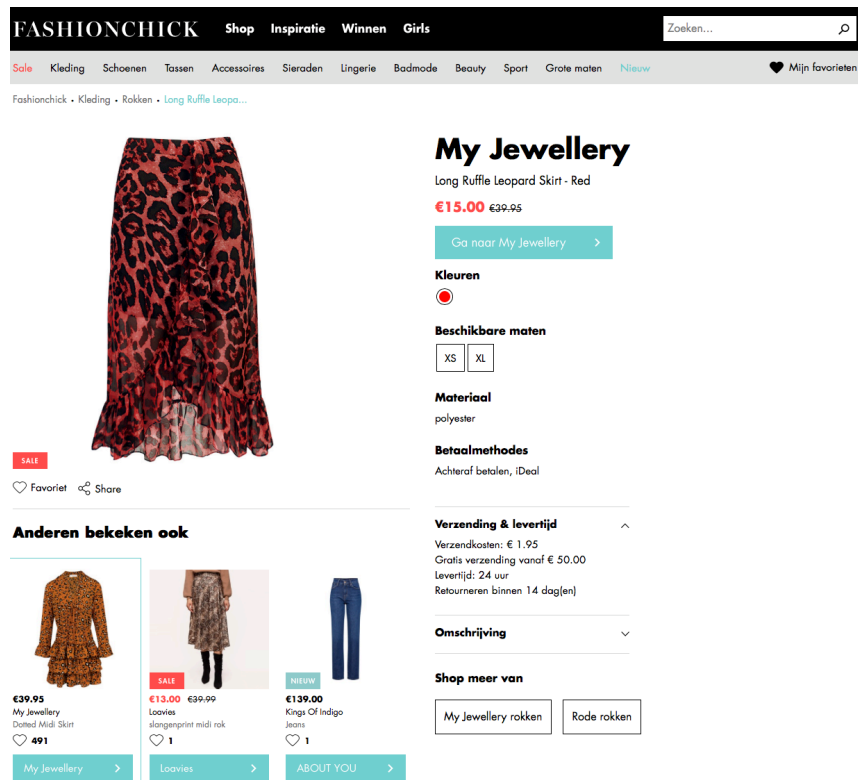 FASHIONCHICK
Shop Inspiratie Winnen Girls
Zoeken...
Sale Kleding Schoenen Tassen Accessoires Sieraden Lingerie Badmode Beauty Sport Grote maten Nieuw Mijn favorieten
Fashionchick • Kleding • Rokken • Long Ruffle Leopa...
SALE
Favoriet Share
My Jewellery
Long Ruffle Leopard Skirt - Red
€15.00 €39.95
Ga naar My Jewellery
Kleuren
Beschikbare maten
XS XL
Materiaal
polyester
Betaalmethodes
Achteraf betalen, iDeal
Verzending & levertijd
Verzendkosten: € 1.95
Gratis verzending vanaf € 50.00
Levertijd: 24 uur
Retourneren binnen 14 dag(en)
Omschrijving
Shop meer van
My Jewellery rokken Rode rokken
Anderen bekeken ook
€39.95
My Jewellery
Dotted Midi Skirt
491
My Jewellery
SALE
€13.00 €39.99
Loavies
slangenprint midi rok
1
Loavies
NIEUW
€139.00
Kings Of Indigo
Jeans
1
ABOUT YOU